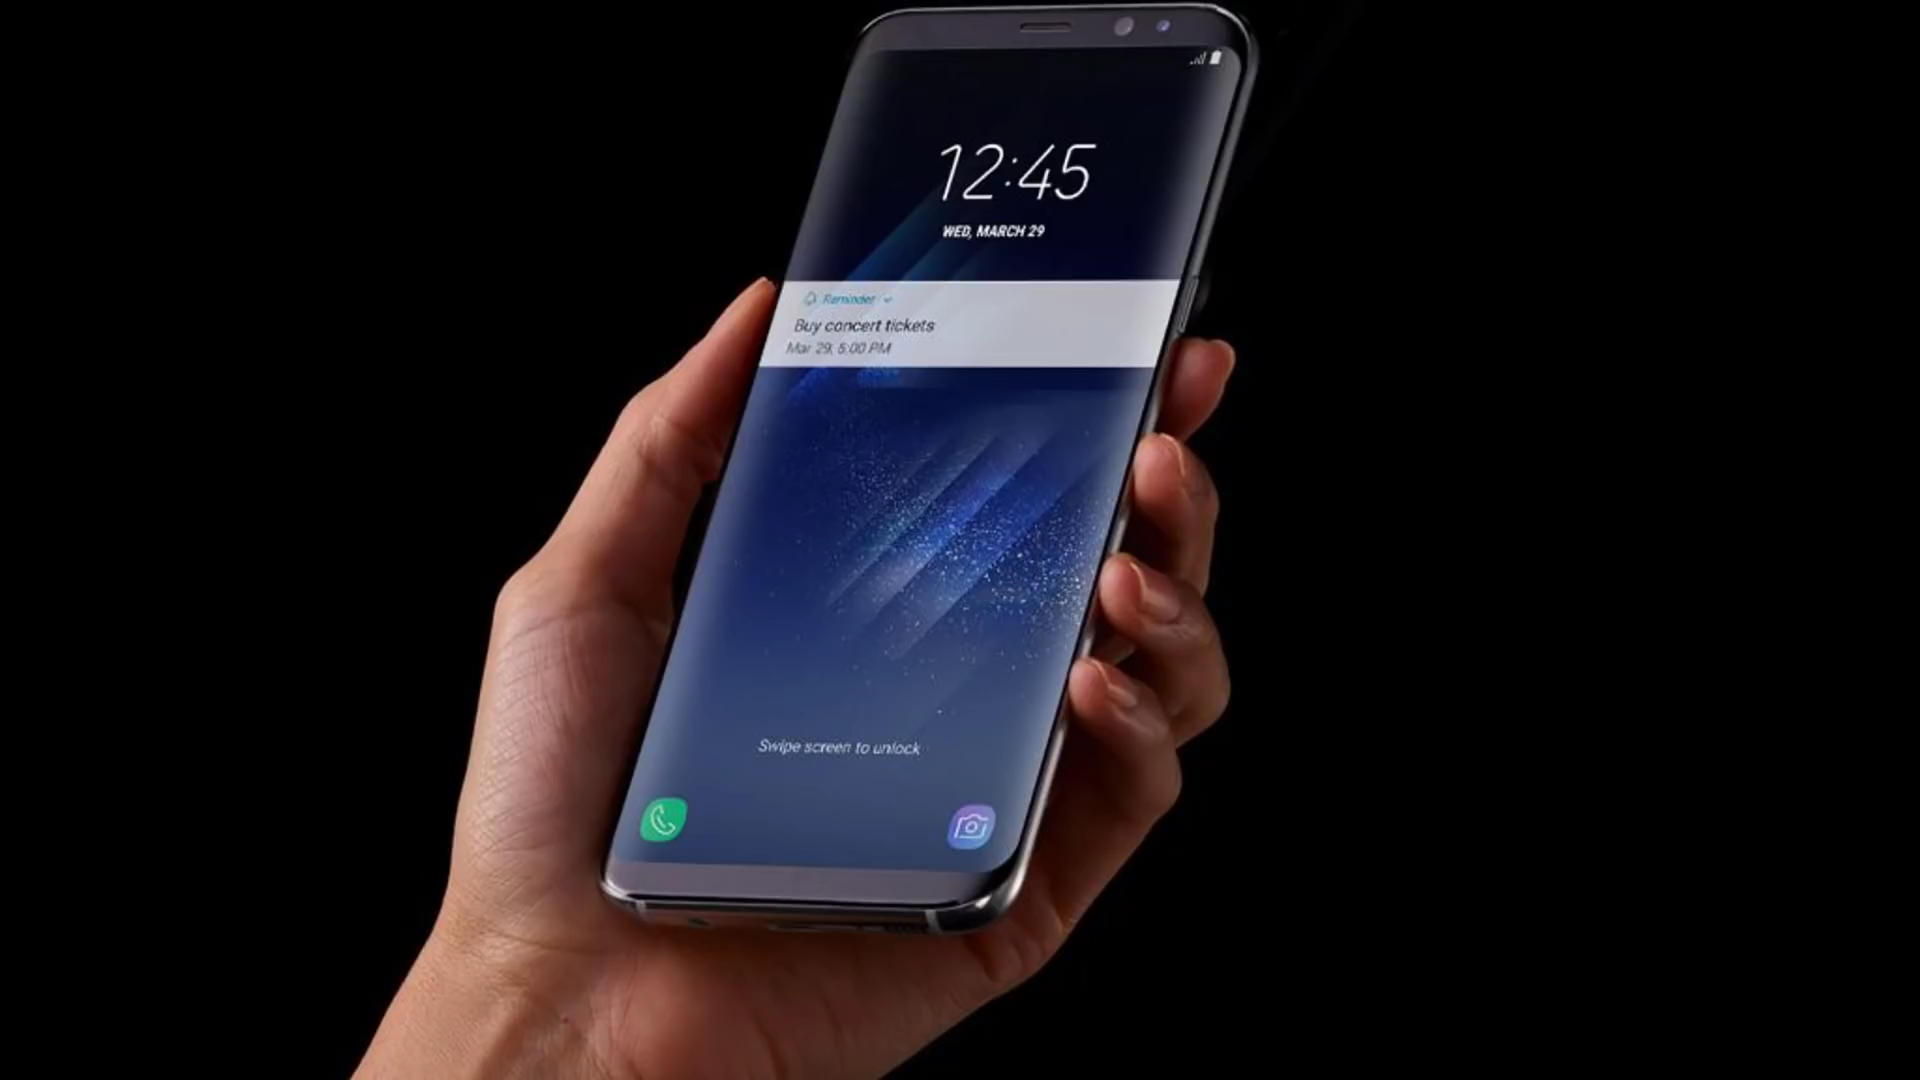 12:45
WED, MARCH 29
Reminder
Buy concert tickets
Mar 29, 5:00 PM
Swipe screen to unlock